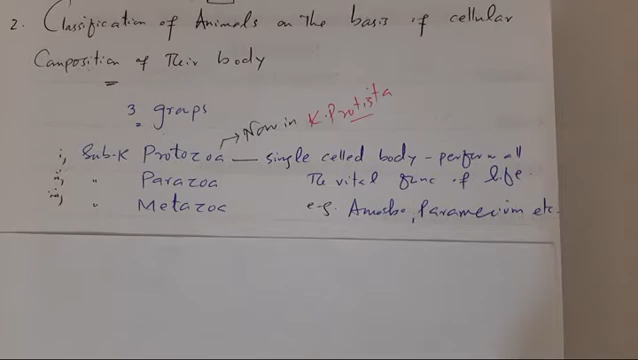 2. Classification of Animals on The basis of cellular
Composition of Their body
3 groups
→ Now in K. Protista
i, Sub-K Protozoa — single celled body - perform all
ii, " Parazoa The vital func of life.
iii, " Metazoa e.g. Amoeba, Paramecium etc.